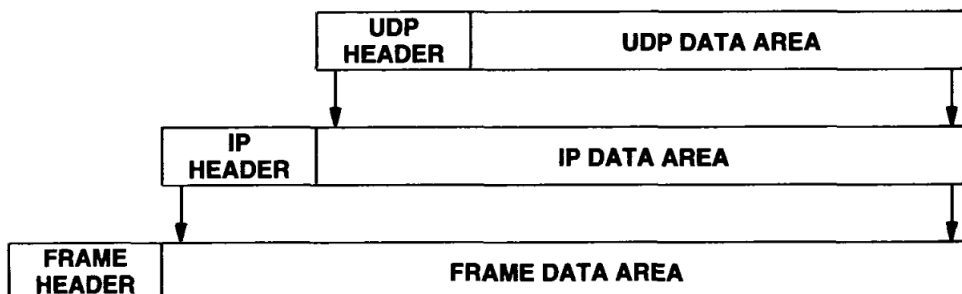 UDP
HEADER
UDP DATA AREA
IP
HEADER
IP DATA AREA
FRAME
HEADER
FRAME DATA AREA